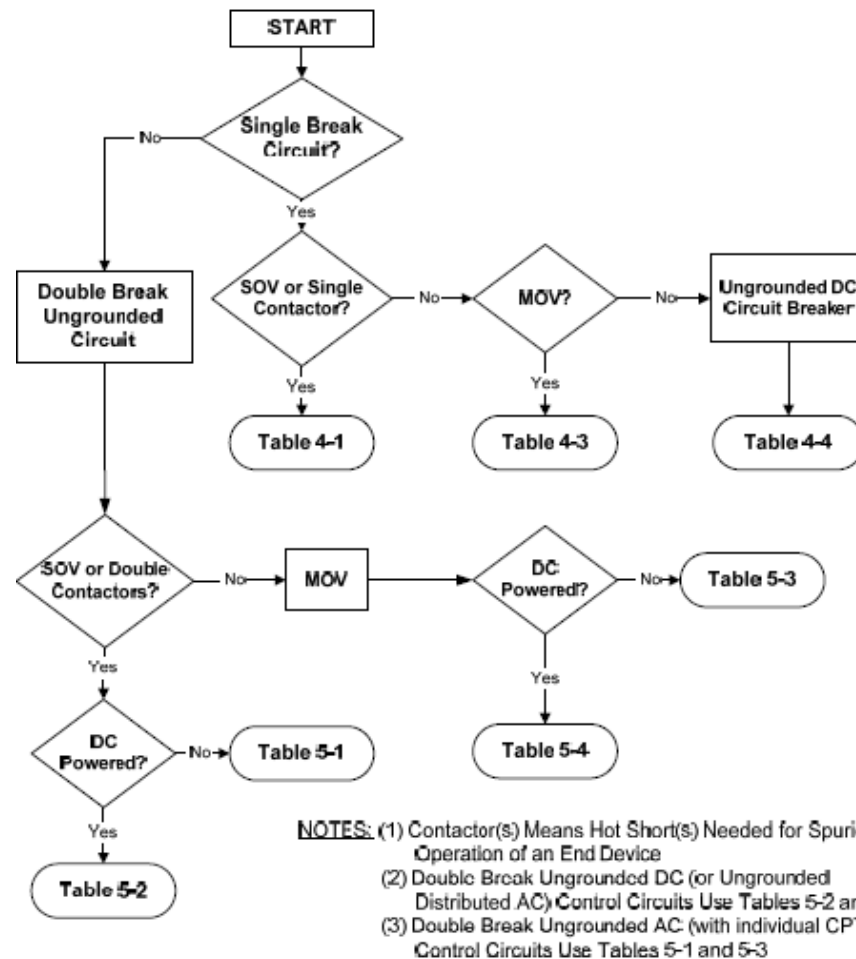 START
Single Break
Circuit?
No
Yes
Double Break
Ungrounded
Circuit
SOV or Single
Contactor?
No
MOV?
No
Ungrounded DC
Circuit Breaker
Yes
Yes
Table 4-1
Table 4-3
Table 4-4
SOV or Double
Contactors?
No
MOV
DC
Powered?
No
Table 5-3
Yes
Yes
DC
Powered?
No
Table 5-1
Table 5-4
Yes
Table 5-2
NOTES: (1) Contactor(s) Means Hot Short(s) Needed for
Operation of an End Device
(2) Double Break Ungrounded DC (or Ungrounded
Distributed AC) Control Circuits Use Tables 5-2
(3) Double Break Ungrounded AC (with individual
Control Circuits Use Tables 5-1 and 5-3